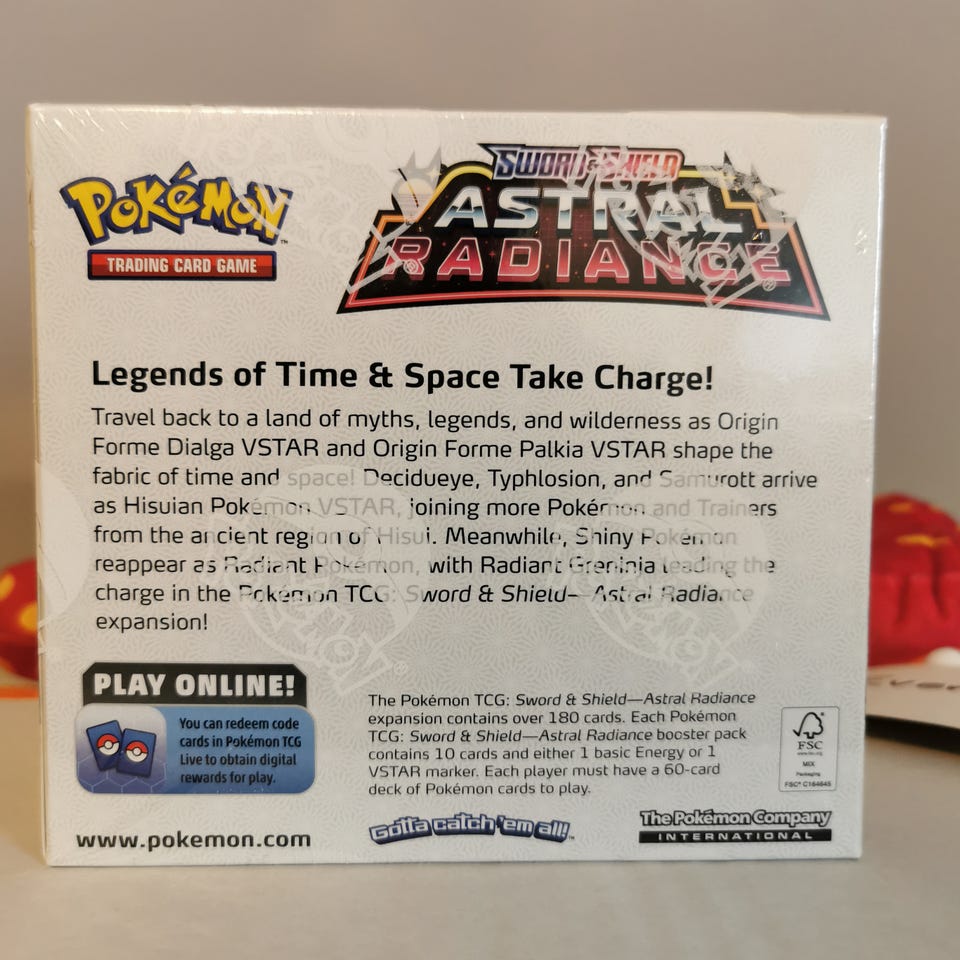 POKÉMON™
TRADING CARD GAME
SWORD & SHIELD
ASTRAL
RADIANCE®
Legends of Time & Space Take Charge!
Travel back to a land of myths, legends, and wilderness as Origin
Forme Dialga VSTAR and Origin Forme Palkia VSTAR shape the
fabric of time and space! Decidueye, Typhlosion, and Samurott arrive
as Hisuian Pokémon VSTAR, joining more Pokémon and Trainers
from the ancient region of Hisui. Meanwhile, Shiny Pokémon
reappear as Radiant Pokémon, with Radiant Greninja leading the
charge in the Pokémon TCG: Sword & Shield—Astral Radiance
expansion!
PLAY ONLINE!
You can redeem code
cards in Pokémon TCG
Live to obtain digital
rewards for play.
The Pokémon TCG: Sword & Shield—Astral Radiance
expansion contains over 180 cards. Each Pokémon
TCG: Sword & Shield—Astral Radiance booster pack
contains 10 cards and either 1 basic Energy or 1
VSTAR marker. Each player must have a 60-card
deck of Pokémon cards to play.
FSC
www.fsc.org
MIX
Packaging
FSC® C164645
www.pokemon.com
Gotta catch 'em all!™
The Pokémon Company
INTERNATIONAL